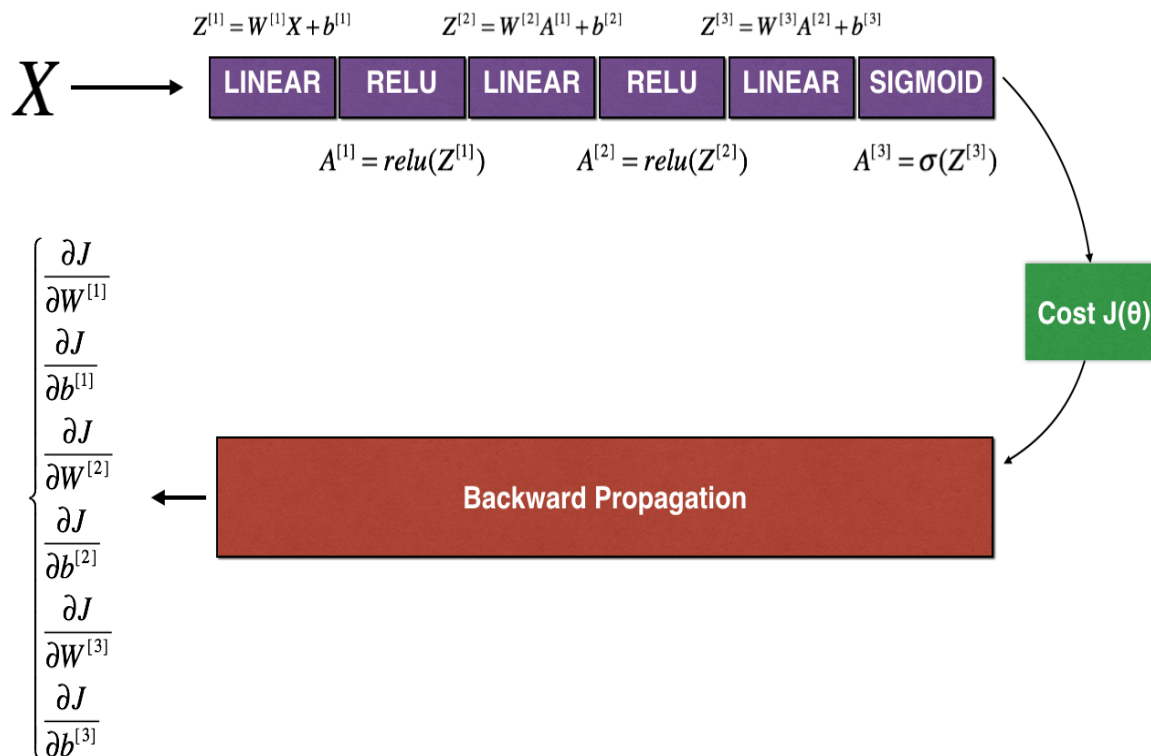 Z^{[1]} = W^{[1]}X + b^{[1]} Z^{[2]} = W^{[2]}A^{[1]} + b^{[2]} Z^{[3]} = W^{[3]}A^{[2]} + b^{[3]}
X LINEAR RELU LINEAR RELU LINEAR SIGMOID
A^{[1]} = relu(Z^{[1]}) A^{[2]} = relu(Z^{[2]}) A^{[3]} = σ(Z^{[3]})
Cost J(θ)
Backward Propagation
∂J
∂W^{[1]}
∂J
∂b^{[1]}
∂J
∂W^{[2]}
∂J
∂b^{[2]}
∂J
∂W^{[3]}
∂J
∂b^{[3]}